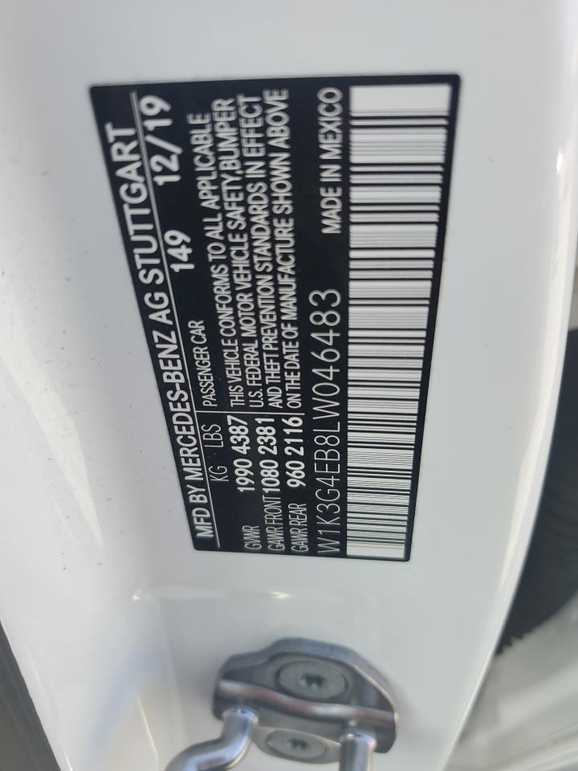 MFD BY MERCEDES-BENZ AG STUTTGART
149 12/19
KG LBS PASSENGER CAR
GVWR 1990 4387 THIS VEHICLE CONFORMS TO ALL APPLICABLE
GAWR FRONT 1080 2381 U.S. FEDERAL MOTOR VEHICLE SAFETY, BUMPER
GAWR REAR 960 2116 AND THEFT PREVENTION STANDARDS IN EFFECT
ON THE DATE OF MANUFACTURE SHOWN ABOVE
W1K3G4EB8LW046483 MADE IN MEXICO